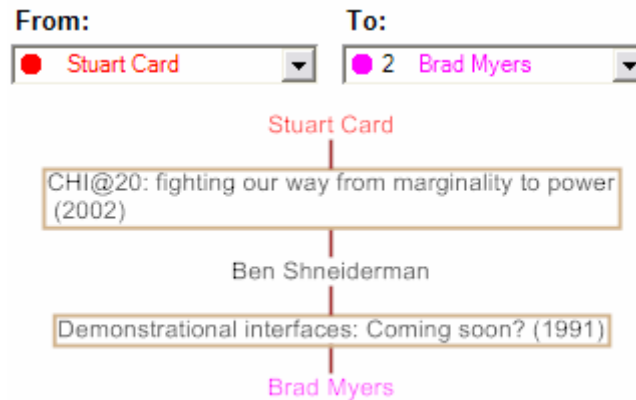 From: To:
Stuart Card 2 Brad Myers
Stuart Card
CHI@20: fighting our way from marginality to power
(2002)
Ben Shneiderman
Demonstrational interfaces: Coming soon? (1991)
Brad Myers